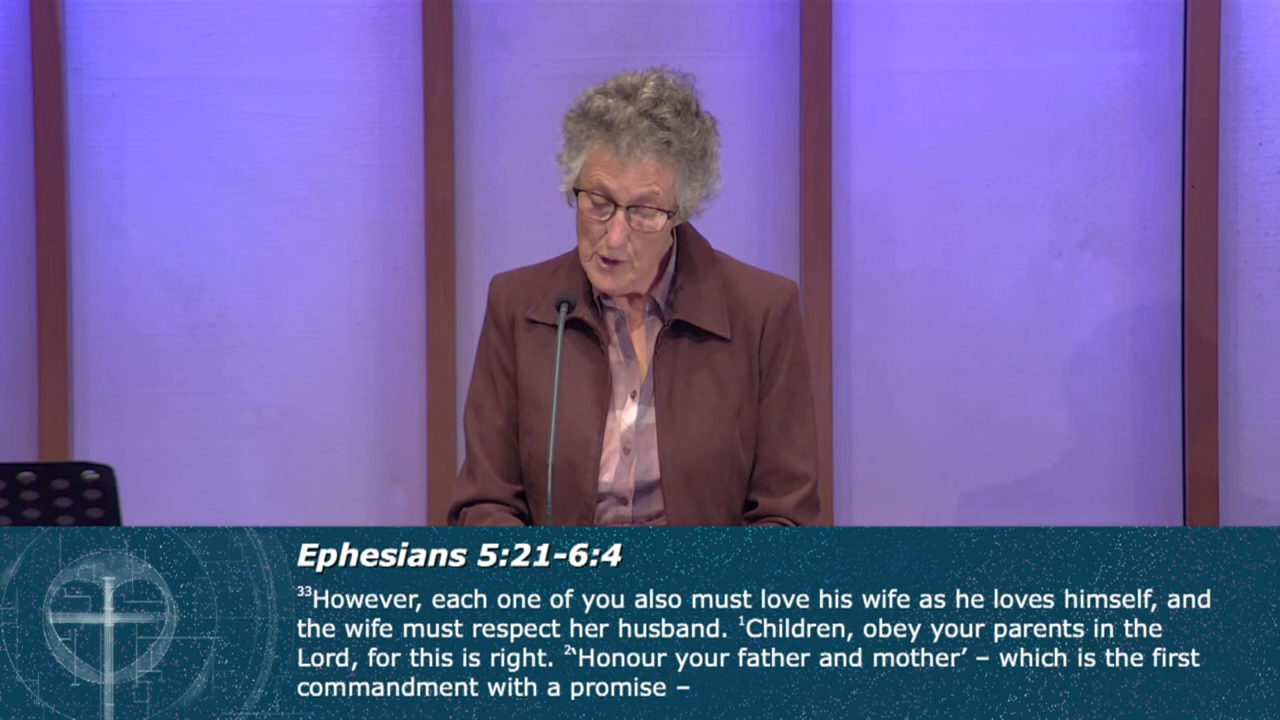 Ephesians 5:21-6:4
³³However, each one of you also must love his wife as he loves himself, and
the wife must respect her husband. ¹Children, obey your parents in the
Lord, for this is right. ²‘Honour your father and mother’ – which is the first
commandment with a promise –